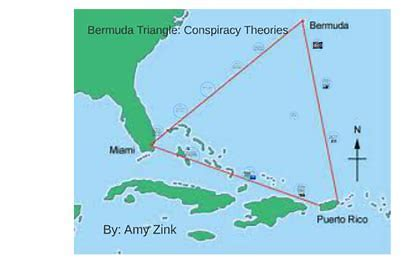 Bermuda Triangle: Conspiracy Theories
Bermuda
N
Miami
Puerto Rico
By: Amy Zink